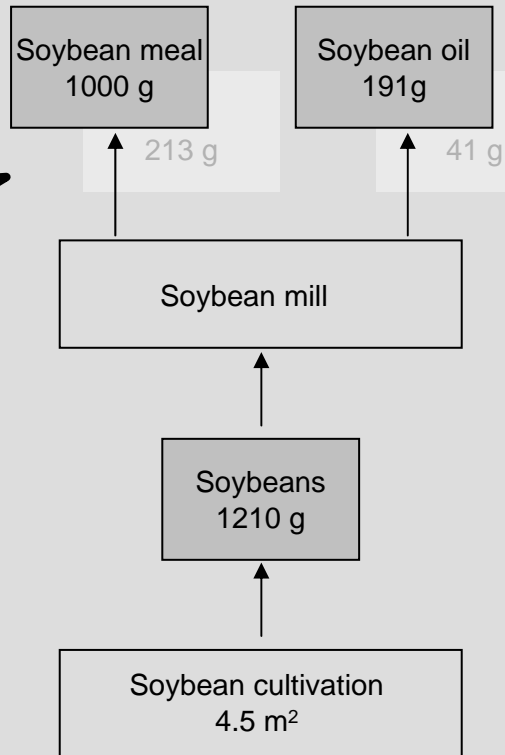 Soybean meal
1000 g
Soybean oil
191g
213 g
41 g
Soybean mill
Soybeans
1210 g
Soybean cultivation
4.5 m²